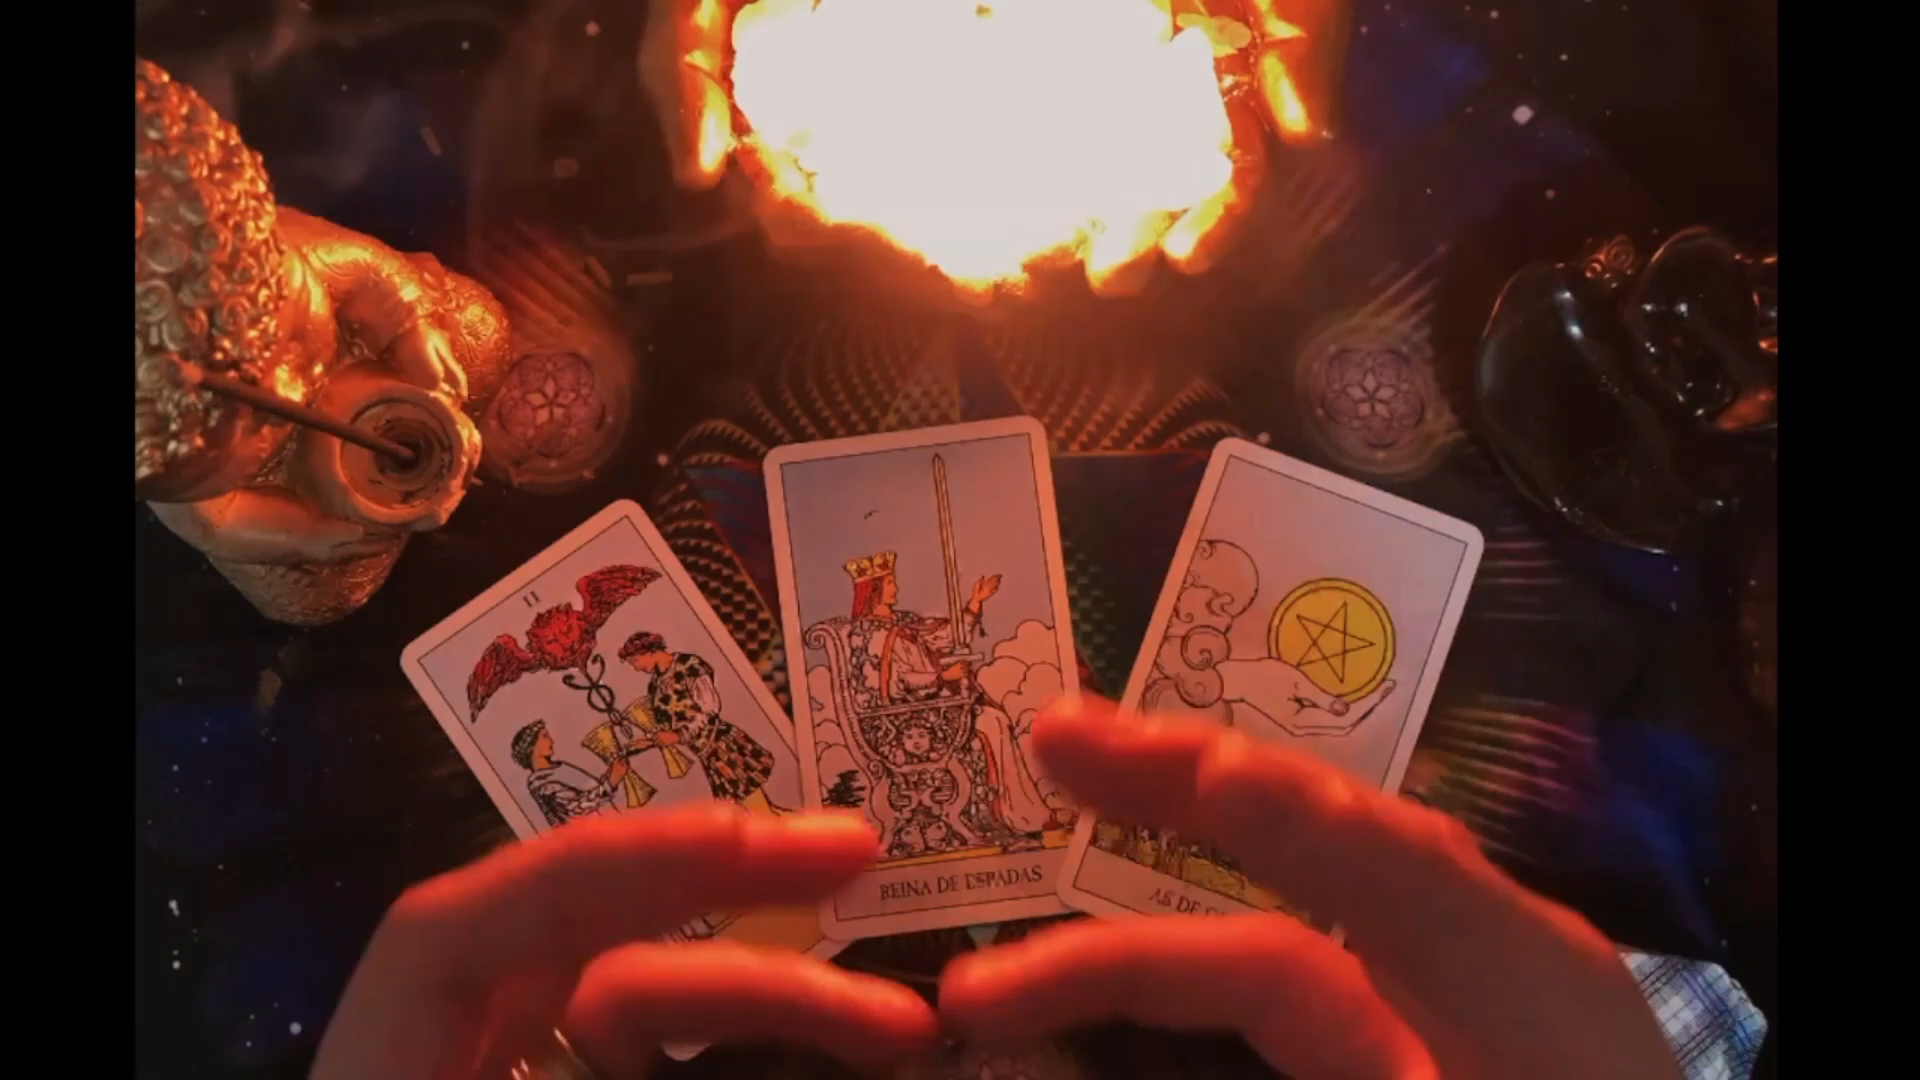 II
REINA DE ESPADAS
AS DE